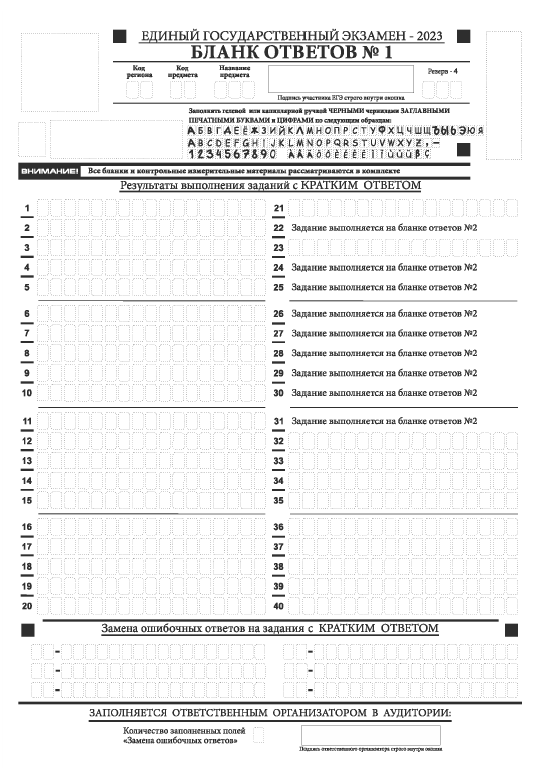 ЕДИНЫЙ ГОСУДАРСТВЕННЫЙ ЭКЗАМЕН - 2023
БЛАНК ОТВЕТОВ № 1
Код региона
Код предмета
Название предмета
Резерв - 4
Подпись участника ЕГЭ строго внутри окошка
Заполнять гелевой или капиллярной ручкой ЧЕРНЫМИ чернилами ЗАГЛАВНЫМИ
ПЕЧАТНЫМИ БУКВАМИ и ЦИФРАМИ по следующим образцам:
А Б В Г Д Е Ё Ж З И Й К Л М Н О П Р С Т У Ф Х Ц Ч Ш Щ Ъ Ы Ь Э Ю Я
A B C D E F G H I J K L M N O P Q R S T U V W X Y Z , -
1 2 3 4 5 6 7 8 9 0
ВНИМАНИЕ! Все бланки и контрольные измерительные материалы рассматриваются в комплекте
Результаты выполнения заданий с КРАТКИМ ОТВЕТОМ
1
2
3
4
5
6
7
8
9
10
11
12
13
14
15
16
17
18
19
20
21
22 Задание выполняется на бланке ответов №2
23
24 Задание выполняется на бланке ответов №2
25 Задание выполняется на бланке ответов №2
26 Задание выполняется на бланке ответов №2
27 Задание выполняется на бланке ответов №2
28 Задание выполняется на бланке ответов №2
29 Задание выполняется на бланке ответов №2
30 Задание выполняется на бланке ответов №2
31 Задание выполняется на бланке ответов №2
32
33
34
35
36
37
38
39
40
Замена ошибочных ответов на задания с КРАТКИМ ОТВЕТОМ
- -
- -
- -
ЗАПОЛНЯЕТСЯ ОТВЕТСТВЕННЫМ ОРГАНИЗАТОРОМ В АУДИТОРИИ:
Количество заполненных полей
«Замена ошибочных ответов»
Подпись ответственного организатора строго внутри окошка